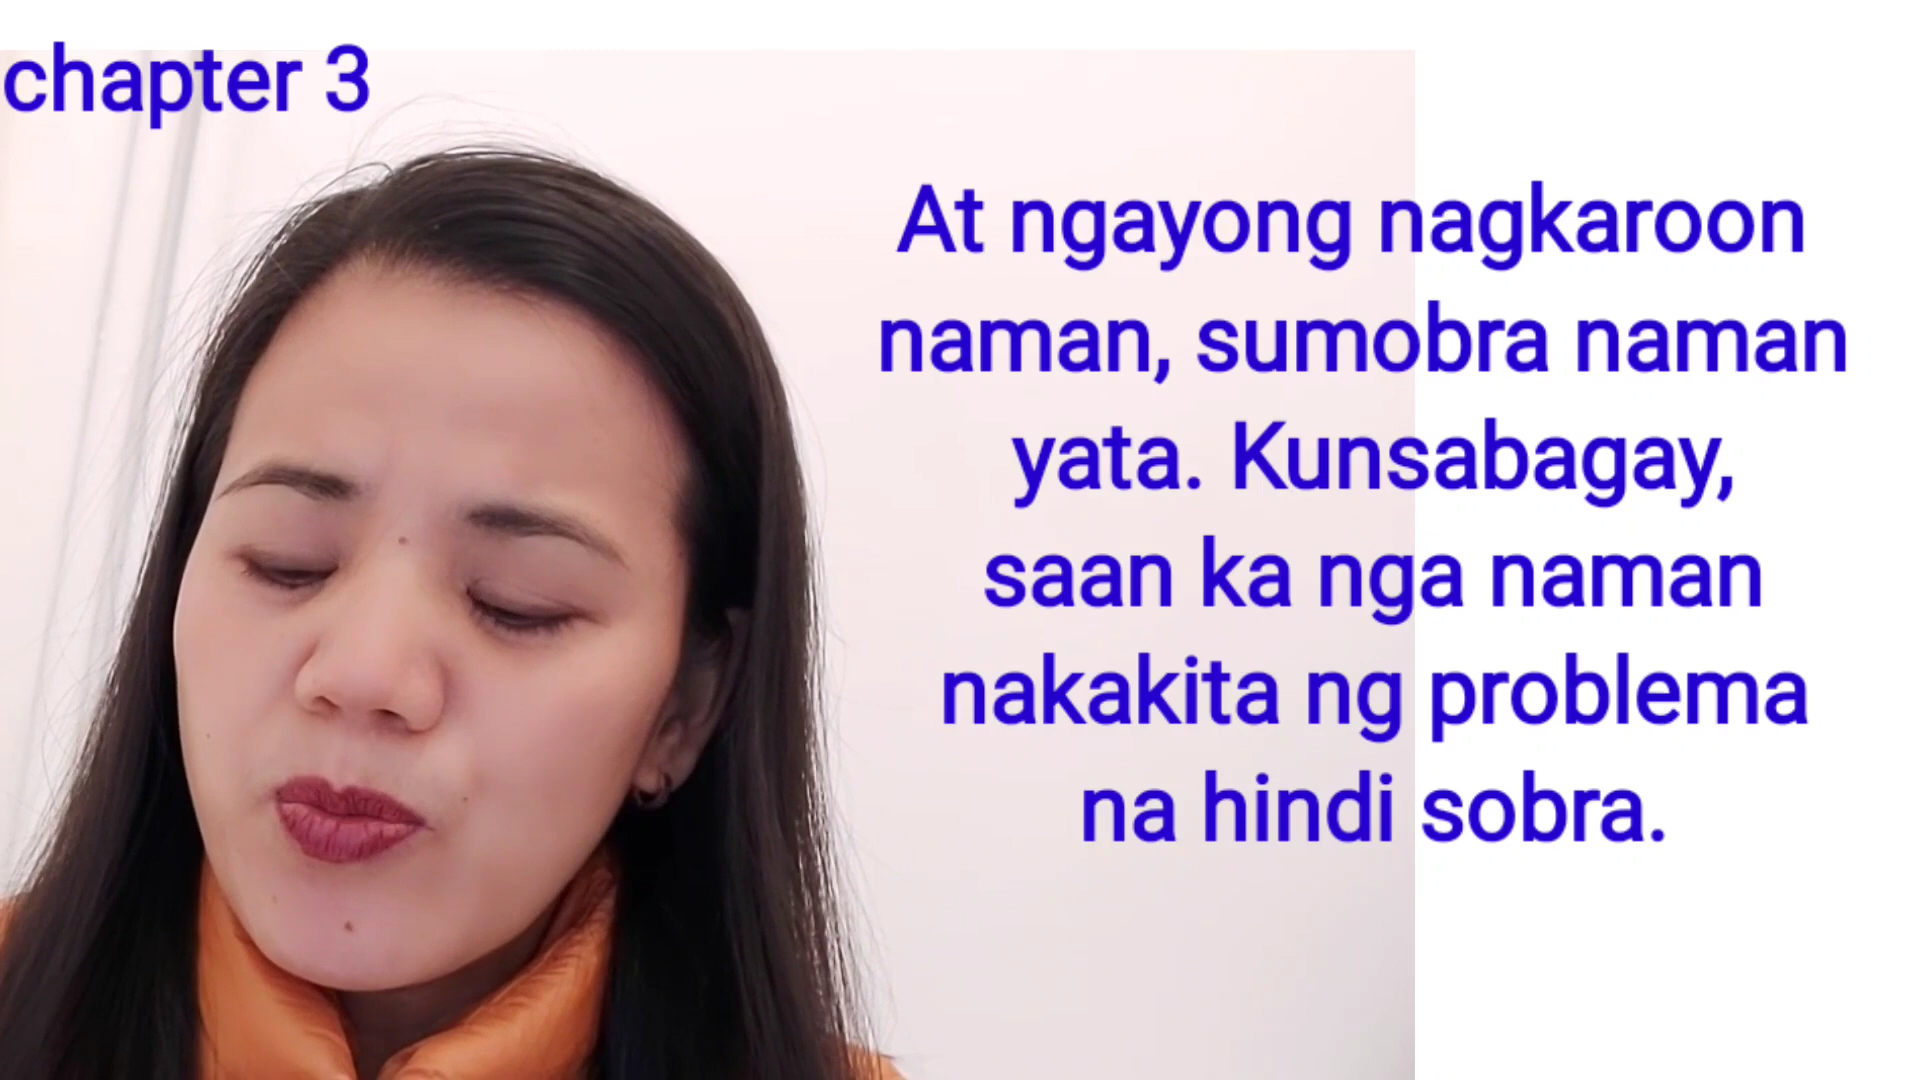 chapter 3
At ngayong nagkaroon
naman, sumobra naman
yata. Kunsabagay,
saan ka nga naman
nakakita ng problema
na hindi sobra.